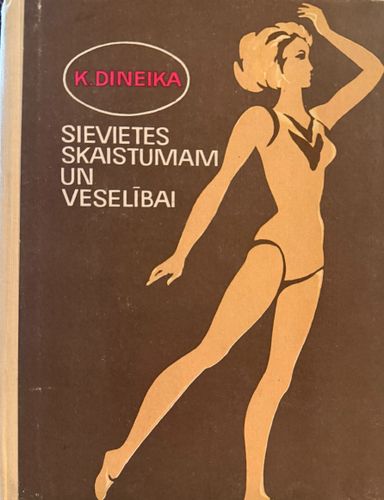 K.DINEIKA
SIEVIETES
SKAISTUMAM
UN
VESELĪBAI